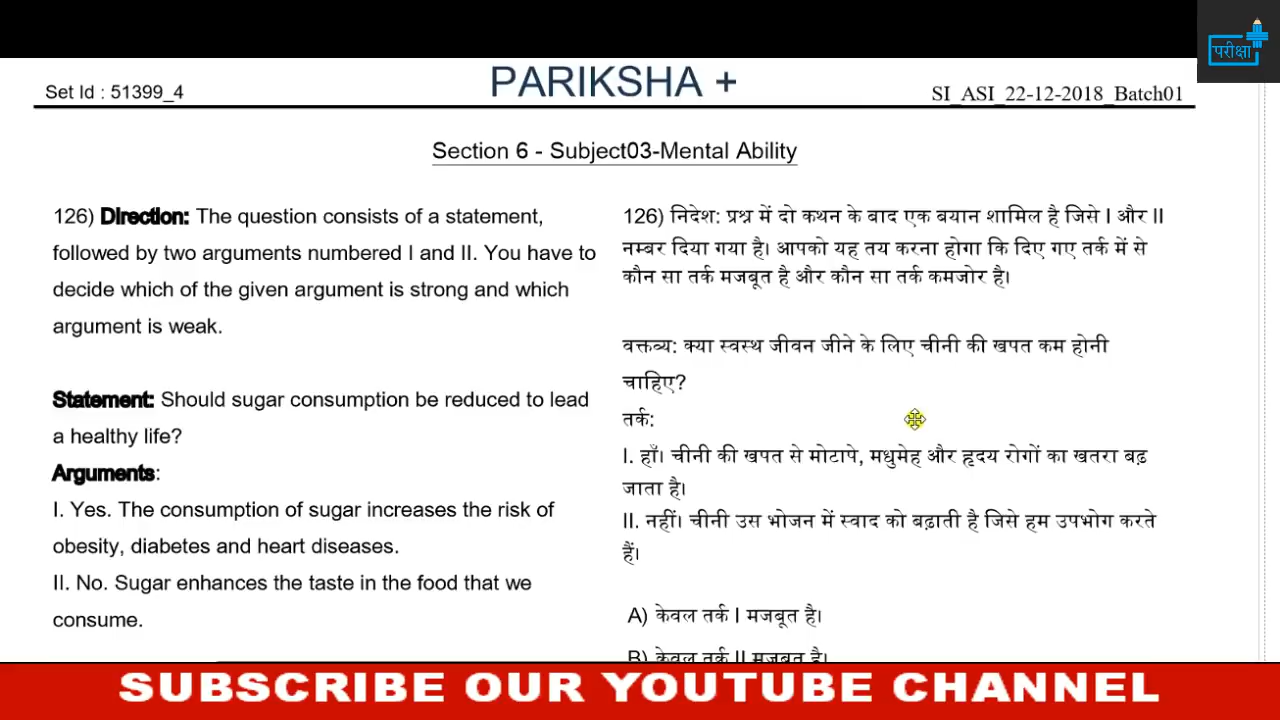 परीक्षा
Set Id : 51399_4
PARIKSHA +
SI_ASI_22-12-2018_Batch01
Section 6 - Subject03-Mental Ability
126) Direction: The question consists of a statement,
followed by two arguments numbered I and II. You have to
decide which of the given argument is strong and which
argument is weak.
Statement: Should sugar consumption be reduced to lead
a healthy life?
Arguments:
I. Yes. The consumption of sugar increases the risk of
obesity, diabetes and heart diseases.
II. No. Sugar enhances the taste in the food that we
consume.
126) निदेश: प्रश्न में दो कथन के बाद एक बयान शामिल है जिसे I और II
नम्बर दिया गया है। आपको यह तय करना होगा कि दिए गए तर्क में से
कौन सा तर्क मजबूत है और कौन सा तर्क कमजोर है।
वक्तव्य: क्या स्वस्थ जीवन जीने के लिए चीनी की खपत कम होनी
चाहिए?
तर्क:
I. हाँ। चीनी की खपत से मोटापे, मधुमेह और हृदय रोगों का खतरा बढ़
जाता है।
II. नहीं। चीनी उस भोजन में स्वाद को बढ़ाती है जिसे हम उपभोग करते
हैं।
A) केवल तर्क I मजबूत है।
B) केवल तर्क II मजबूत है।
SUBSCRIBE OUR YOUTUBE CHANNEL